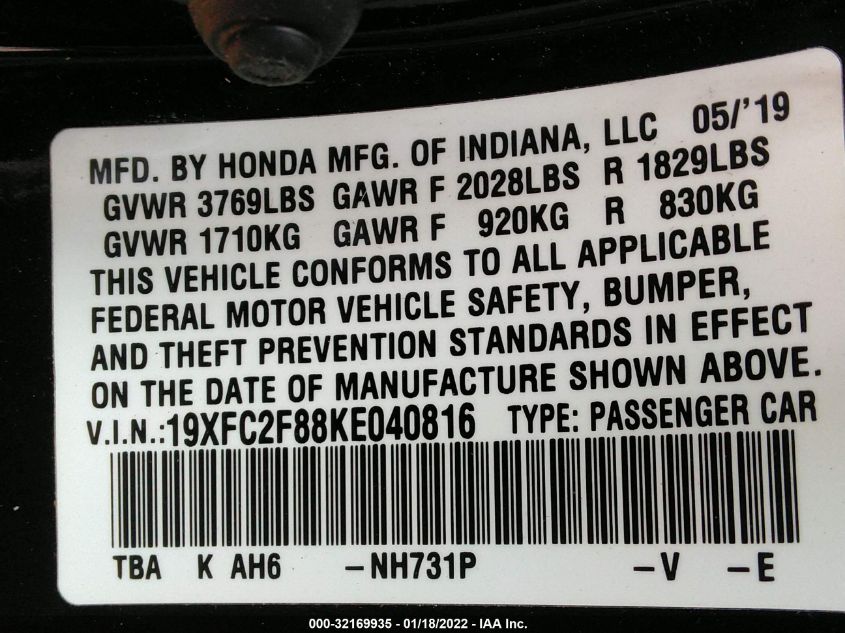 MFD. BY HONDA MFG. OF INDIANA, LLC 05/'19
GVWR 3769LBS GAWR F 2028LBS R 1829LBS
GVWR 1710KG GAWR F 920KG R 830KG
THIS VEHICLE CONFORMS TO ALL APPLICABLE
FEDERAL MOTOR VEHICLE SAFETY, BUMPER,
AND THEFT PREVENTION STANDARDS IN EFFECT
ON THE DATE OF MANUFACTURE SHOWN ABOVE.
V.I.N.:19XFC2F88KE040816 TYPE: PASSENGER CAR
TBA K AH6 -NH731P -V -E
000-32169935 - 01/18/2022 - IAA Inc.